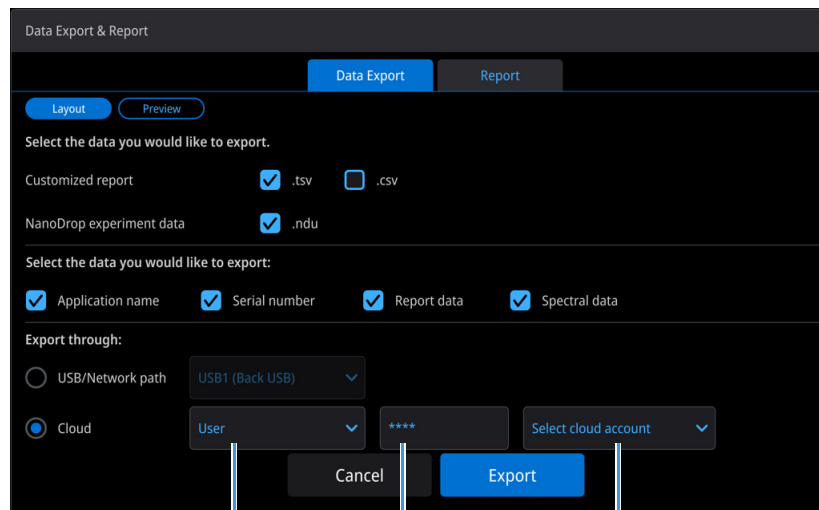 Data Export & Report
Data Export Report
Layout Preview
Select the data you would like to export.
Customized report .tsv .csv
NanoDrop experiment data .ndu
Select the data you would like to export:
Application name Serial number Report data Spectral data
Export through:
USB/Network path USB1 (Back USB)
Cloud User **** Select cloud account
Cancel Export